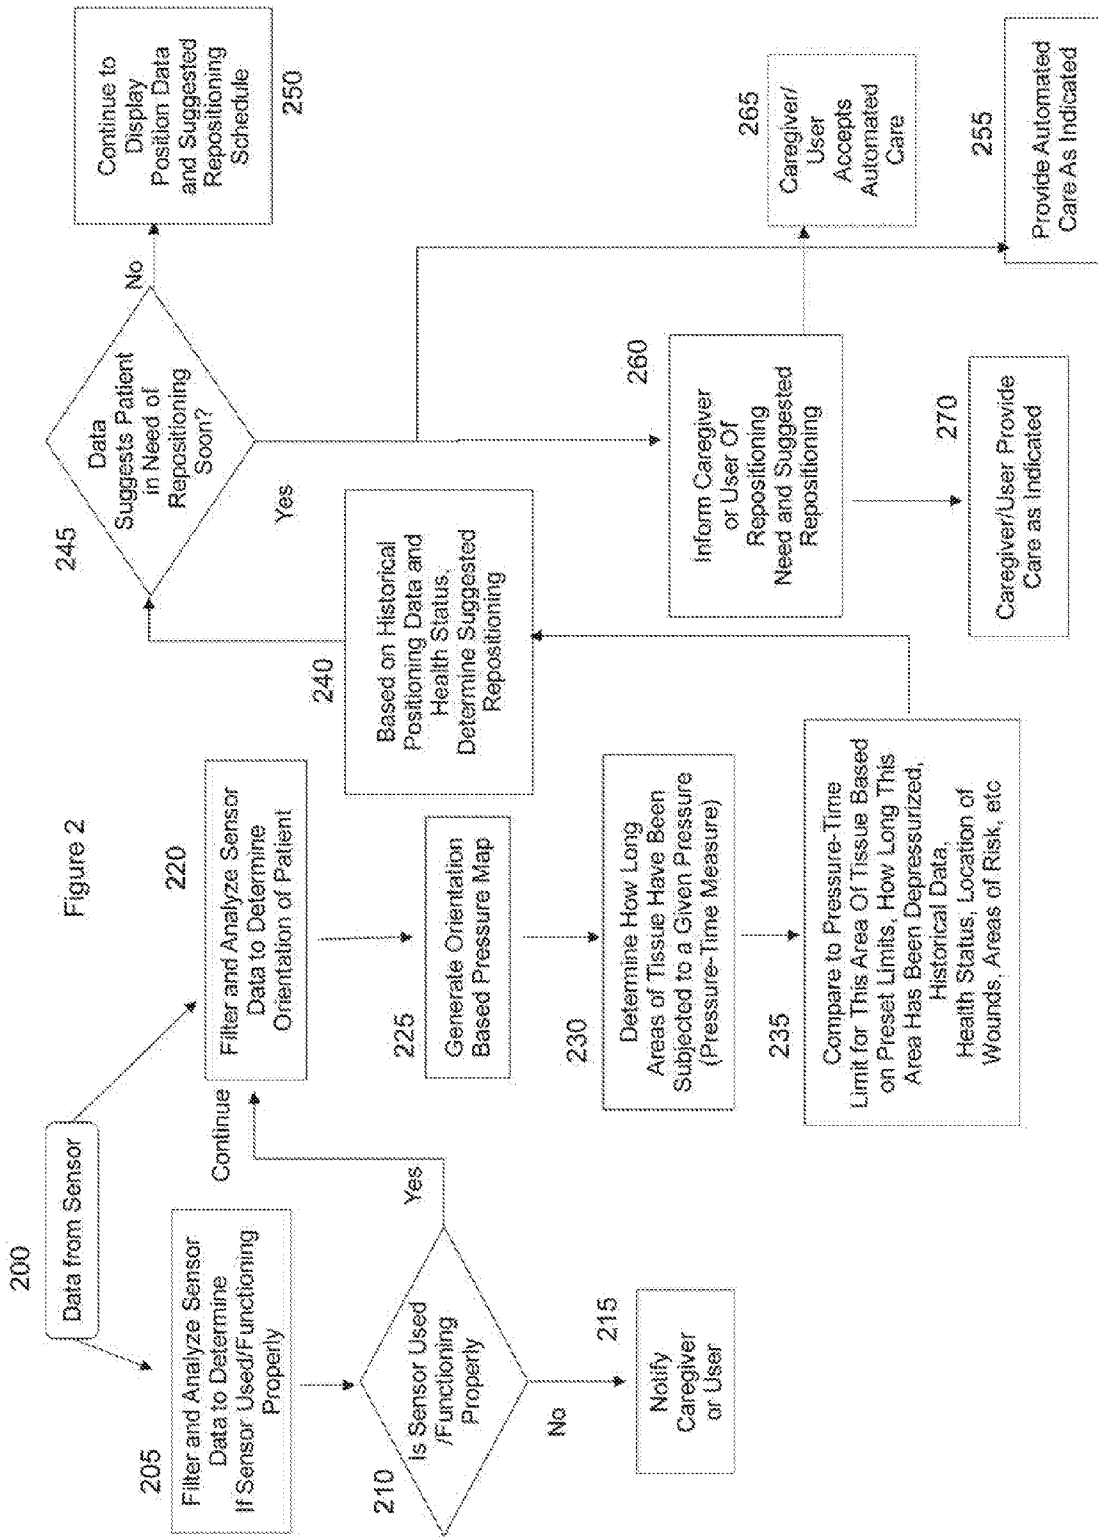 Figure 2
200
Data from Sensor
205
Filter and Analyze Sensor
Data to Determine
If Sensor Used/Functioning
Properly
210
Is Sensor Used
/Functioning
Properly
Yes
Continue
No
215
Notify
Caregiver
or User
220
Filter and Analyze Sensor
Data to Determine
Orientation of Patient
225
Generate Orientation
Based Pressure Map
230
Determine How Long
Areas of Tissue Have Been
Subjected to a Given Pressure
(Pressure-Time Measure)
235
Compare to Pressure-Time
Limit for This Area Of Tissue Based
on Preset Limits, How Long This
Area Has Been Depressurized,
Historical Data,
Health Status, Location of
Wounds, Areas of Risk, etc
240
Based on Historical
Positioning Data and
Health Status,
Determine Suggested
Repositioning
245
Data
Suggests Patient
in Need of
Repositioning
Soon?
No
Yes
250
Continue to
Display
Position Data
and Suggested
Repositioning
Schedule
260
Inform Caregiver
or User Of
Repositioning
Need and Suggested
Repositioning
265
Caregiver/
User
Accepts
Automated
Care
255
Provide Automated
Care As Indicated
270
Caregiver/User Provide
Care as Indicated